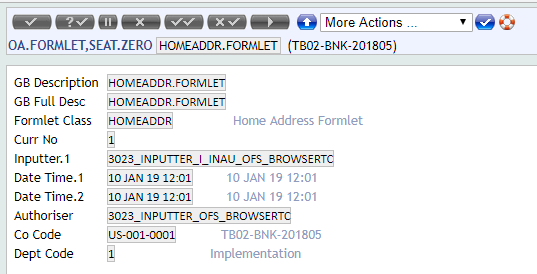 More Actions ...
OA.FORMLET,SEAT.ZERO HOMEADDR.FORMLET (TB02-BNK-201805)
GB Description HOMEADDR.FORMLET
GB Full Desc HOMEADDR.FORMLET
Formlet Class HOMEADDR Home Address Formlet
Curr No 1
Inputter.1 3023_INPUTTER_I_INAU_OFS_BROWSERTC
Date Time.1 10 JAN 19 12:01 10 JAN 19 12:01
Date Time.2 10 JAN 19 12:01 10 JAN 19 12:01
Authoriser 3023_INPUTTER_OFS_BROWSERTC
Co Code US-001-0001 TB02-BNK-201805
Dept Code 1 Implementation